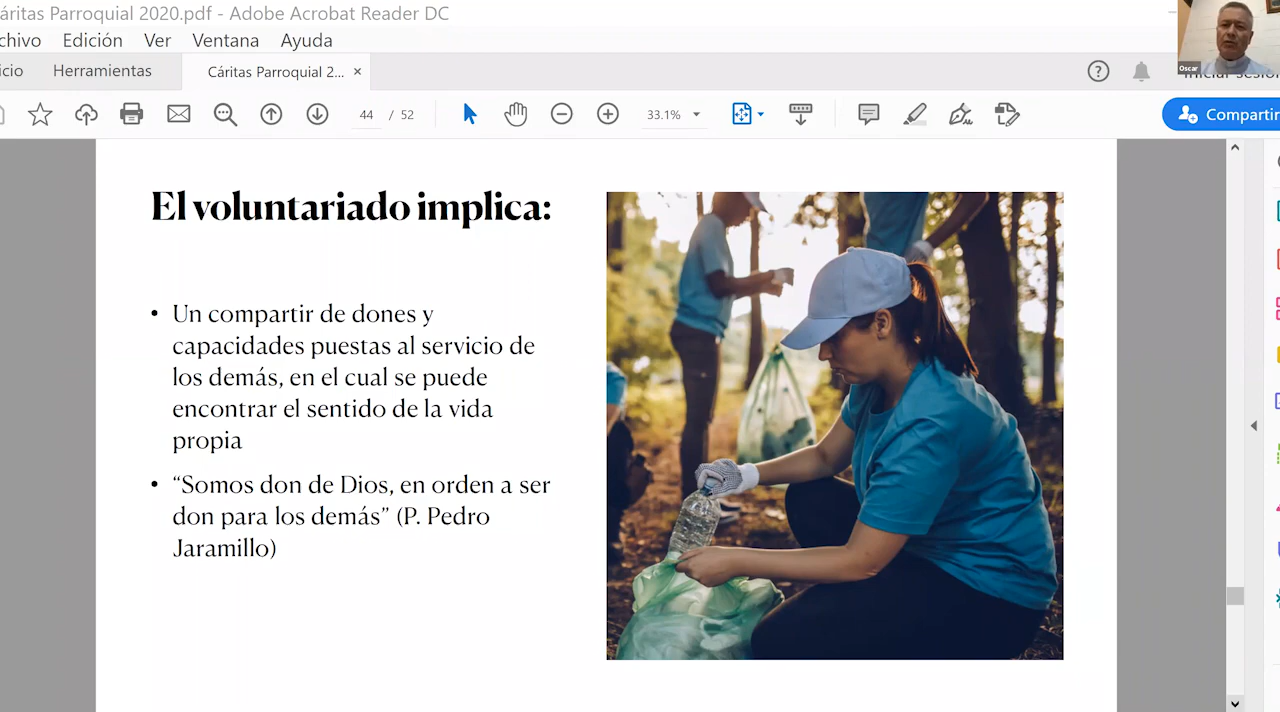 áritas Parroquial 2020.pdf - Adobe Acrobat Reader DC
chivo Edición Ver Ventana Ayuda
cio Herramientas Cáritas Parroquial 2... ×
Oscar
44 / 52 33.1% Compartir
El voluntariado implica:
• Un compartir de dones y
capacidades puestas al servicio de
los demás, en el cual se puede
encontrar el sentido de la vida
propia
• “Somos don de Dios, en orden a ser
don para los demás” (P. Pedro
Jaramillo)